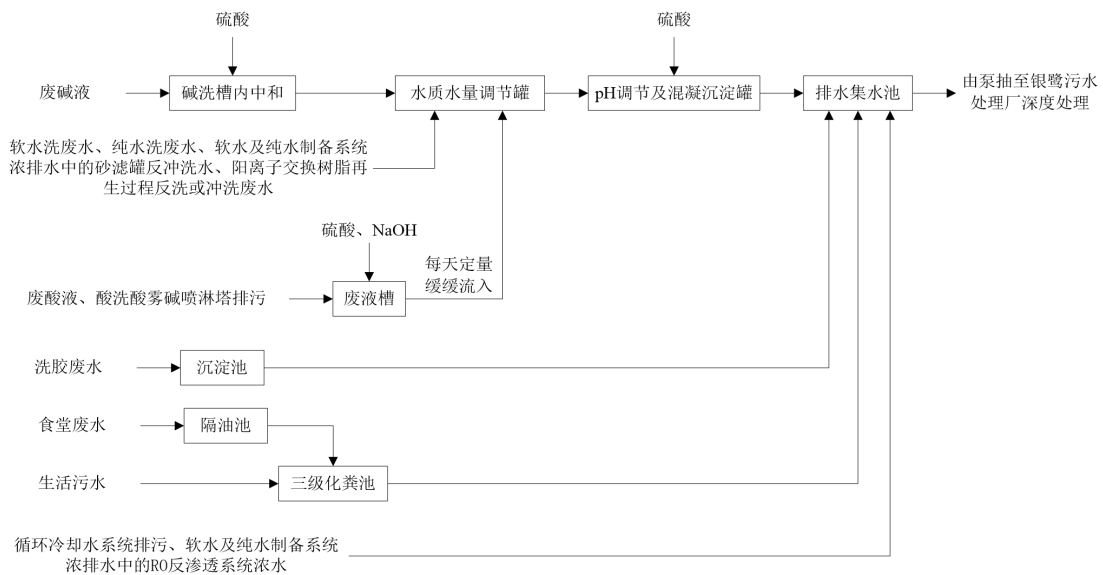 硫酸
硫酸
废碱液
碱洗槽内中和
水质水量调节罐
pH调节及混凝沉淀罐
排水集水池
由泵抽至银鹭污水
处理厂深度处理
软水洗废水、纯水洗废水、软水及纯水制备系统
浓排水中的砂滤罐反冲洗水、阳离子交换树脂再
生过程反洗或冲洗废水
硫酸、NaOH
每天定量
缓缓流入
废酸液、酸洗酸雾碱喷淋塔排污
废液槽
洗胶废水
沉淀池
食堂废水
隔油池
生活污水
三级化粪池
循环冷却水系统排污、软水及纯水制备系统
浓排水中的RO反渗透系统浓水